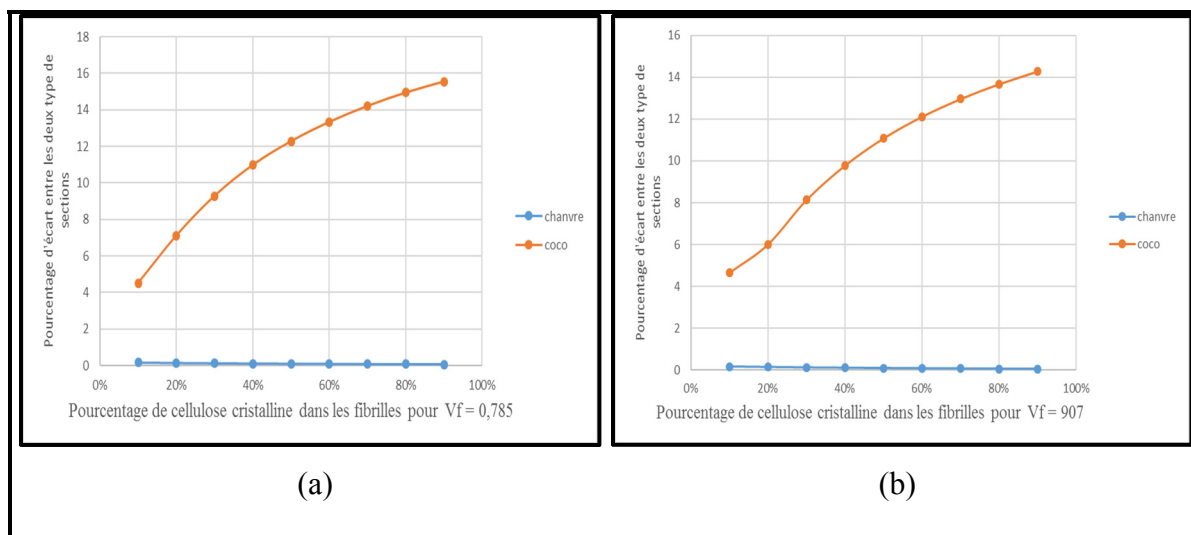 Pourcentage d'écart entre les deux type de
sections
18
16
14
12
10
8
6
4
2
0
0%
20%
40%
60%
80%
100%
Pourcentage de cellulose cristalline dans les fibrilles pour Vf = 0,785
chanvre
coco
(a)
Pourcentage d'écart entre les deux type de
sections
16
14
12
10
8
6
4
2
0
0%
20%
40%
60%
80%
100%
Pourcentage de cellulose cristalline dans les fibrilles pour Vf = 907
chanvre
coco
(b)